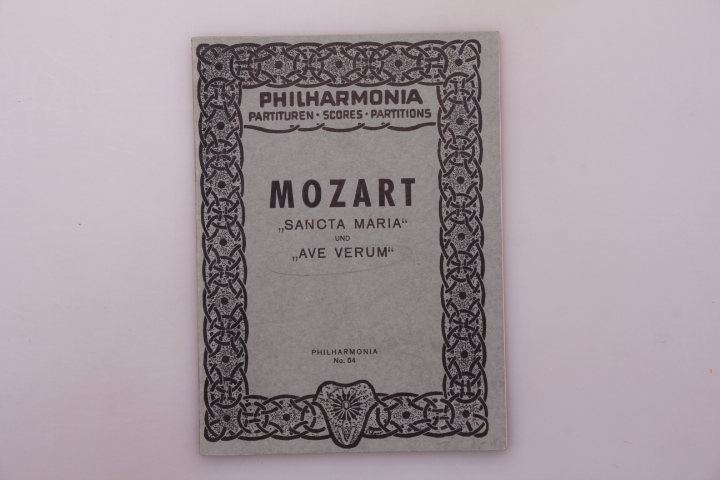 PHILHARMONIA
PARTITUREN · SCORES · PARTITIONS
MOZART
„SANCTA MARIA“
UND
„AVE VERUM“
PHILHARMONIA
No. 54